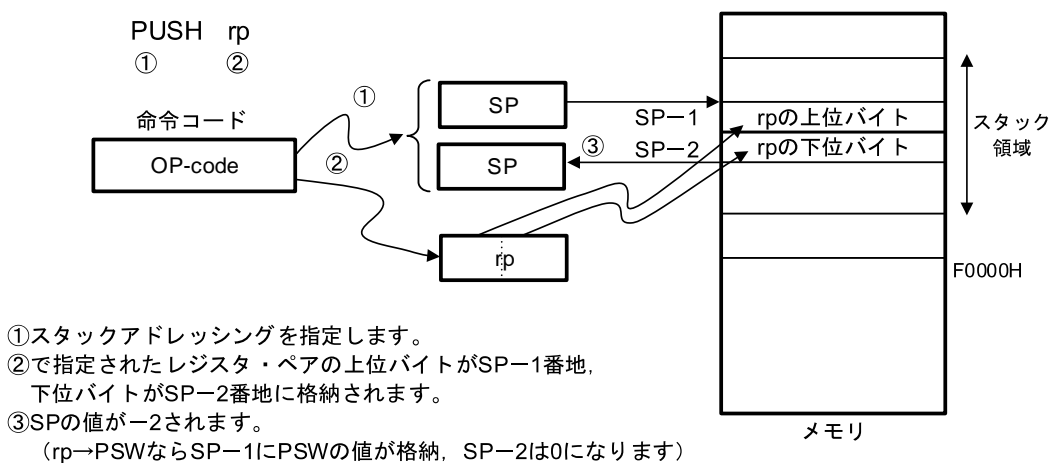 PUSH rp
① ②
命令コード
OP-code
①
②
SP
SP
rp
SP－1
③
SP－2
rpの上位バイト
rpの下位バイト
スタック
領域
F0000H
メモリ
①スタックアドレッシングを指定します。
②で指定されたレジスタ・ペアの上位バイトがSP－1番地，
下位バイトがSP－2番地に格納されます。
③SPの値が－2されます。
（rp→PSWならSP－1にPSWの値が格納，SP－2は0になります）